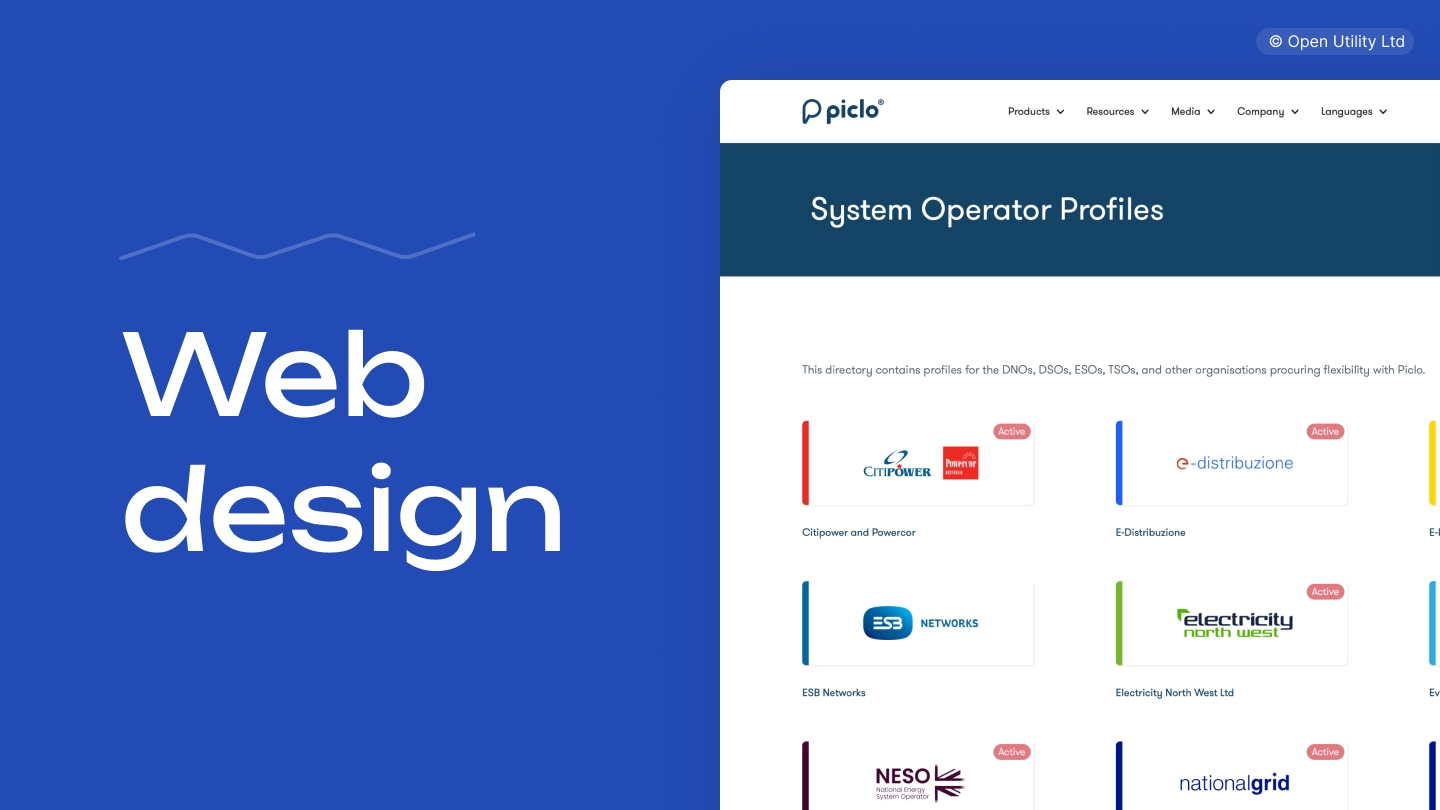 © Open Utility Ltd
piclo®
Products Resources Media Company Languages
System Operator Profiles
Web
design
This directory contains profiles for the DNOs, DSOs, ESOs, TSOs, and other organisations procuring flexibility with Piclo.
Active
CITIPOWER
Powercor
AUSTRALIA
Citipower and Powercor
Active
e-distribuzione
E-Distribuzione
ESB NETWORKS
ESB Networks
Active
electricity
north west
Electricity North West Ltd
Ev
Active
NESO
National Energy
System Operator
Active
nationalgrid